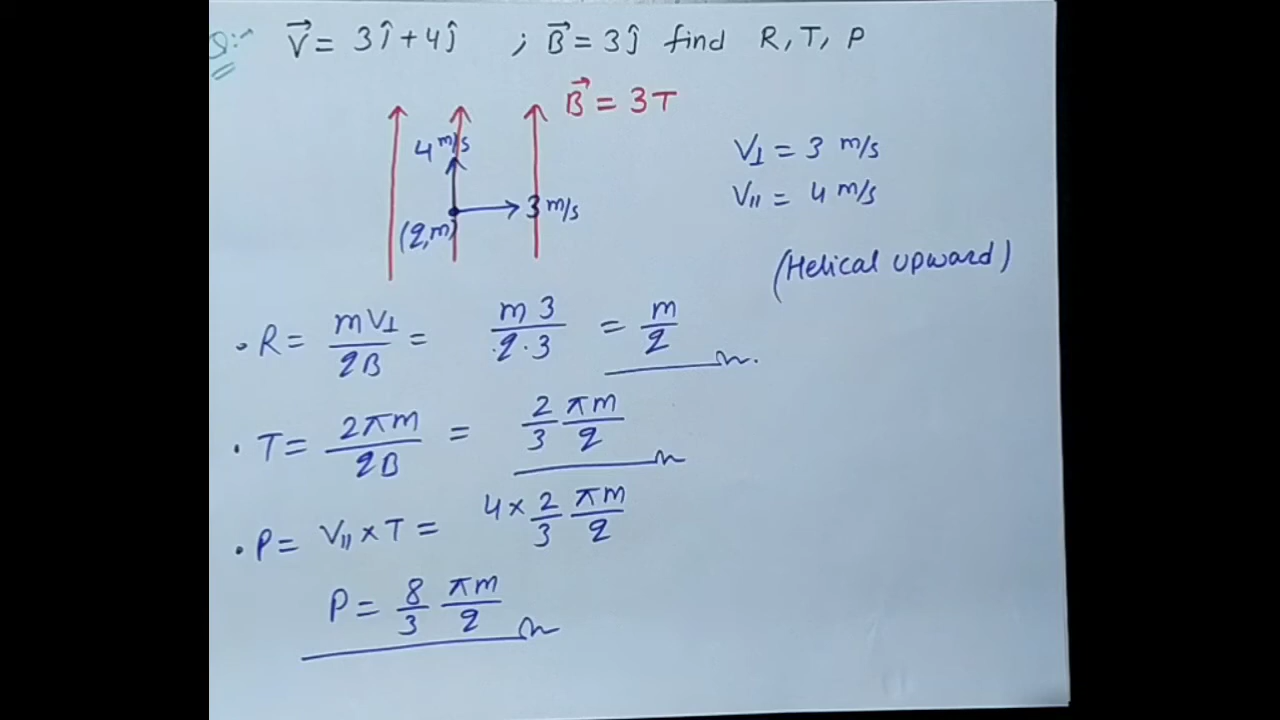 Q:-
V⃗ = 3î + 4ĵ ; B⃗ = 3ĵ find R, T, P
B⃗ = 3T
4 m/s
3 m/s
(q,m)
V⊥ = 3 m/s
V|| = 4 m/s
(Helical upward)
• R = mV⊥/qB = m3/q·3 = m/q
• T = 2πm/qB = 2/3 πm/q
• P = V|| × T = 4 × 2/3 πm/q
P = 8/3 πm/q